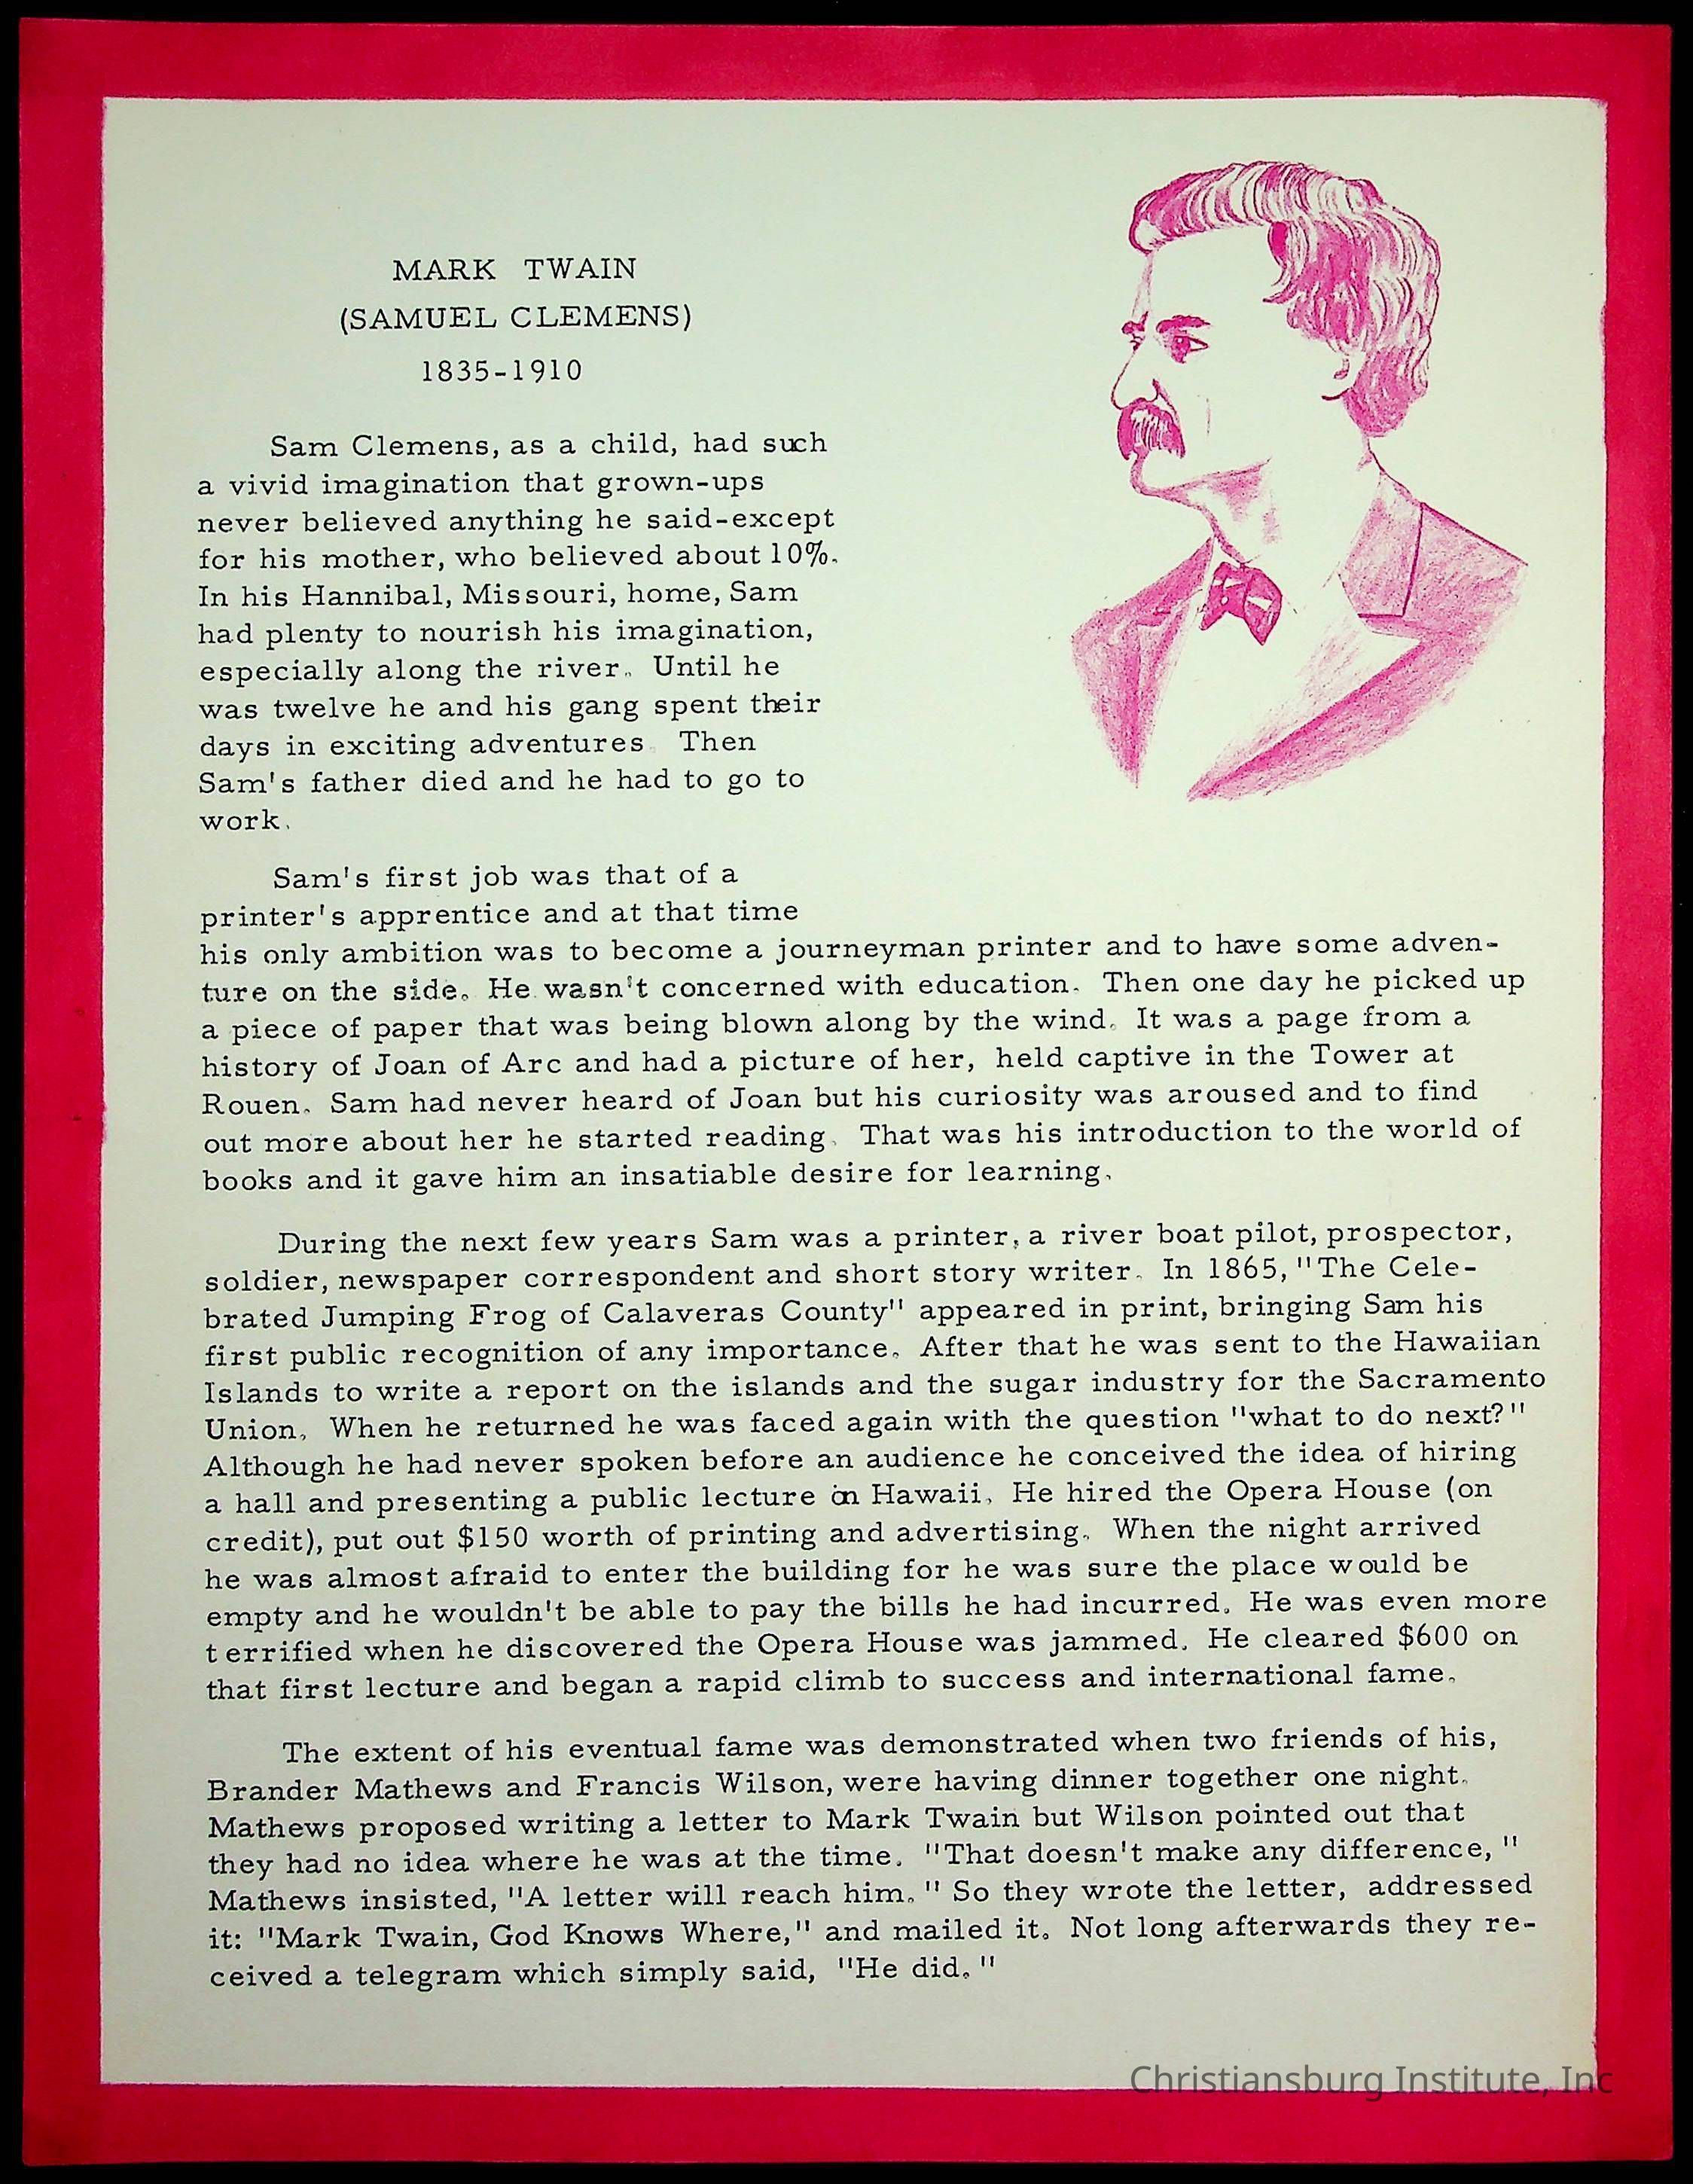 MARK TWAIN
(SAMUEL CLEMENS)
1835-1910
Sam Clemens, as a child, had such
a vivid imagination that grown-ups
never believed anything he said-except
for his mother, who believed about 10%.
In his Hannibal, Missouri, home, Sam
had plenty to nourish his imagination,
especially along the river. Until he
was twelve he and his gang spent their
days in exciting adventures. Then
Sam's father died and he had to go to
work.
Sam's first job was that of a
printer's apprentice and at that time
his only ambition was to become a journeyman printer and to have some adven-
ture on the side. He wasn't concerned with education. Then one day he picked up
a piece of paper that was being blown along by the wind. It was a page from a
history of Joan of Arc and had a picture of her, held captive in the Tower at
Rouen. Sam had never heard of Joan but his curiosity was aroused and to find
out more about her he started reading. That was his introduction to the world of
books and it gave him an insatiable desire for learning.
During the next few years Sam was a printer, a river boat pilot, prospector,
soldier, newspaper correspondent and short story writer. In 1865, "The Cele-
brated Jumping Frog of Calaveras County" appeared in print, bringing Sam his
first public recognition of any importance. After that he was sent to the Hawaiian
Islands to write a report on the islands and the sugar industry for the Sacramento
Union. When he returned he was faced again with the question "what to do next?"
Although he had never spoken before an audience he conceived the idea of hiring
a hall and presenting a public lecture on Hawaii. He hired the Opera House (on
credit), put out $150 worth of printing and advertising. When the night arrived
he was almost afraid to enter the building for he was sure the place would be
empty and he wouldn't be able to pay the bills he had incurred. He was even more
terrified when he discovered the Opera House was jammed. He cleared $600 on
that first lecture and began a rapid climb to success and international fame.
The extent of his eventual fame was demonstrated when two friends of his,
Brander Mathews and Francis Wilson, were having dinner together one night.
Mathews proposed writing a letter to Mark Twain but Wilson pointed out that
they had no idea where he was at the time. "That doesn't make any difference,"
Mathews insisted, "A letter will reach him." So they wrote the letter, addressed
it: "Mark Twain, God Knows Where," and mailed it. Not long afterwards they re-
ceived a telegram which simply said, "He did."
Christiansburg Institute, Inc